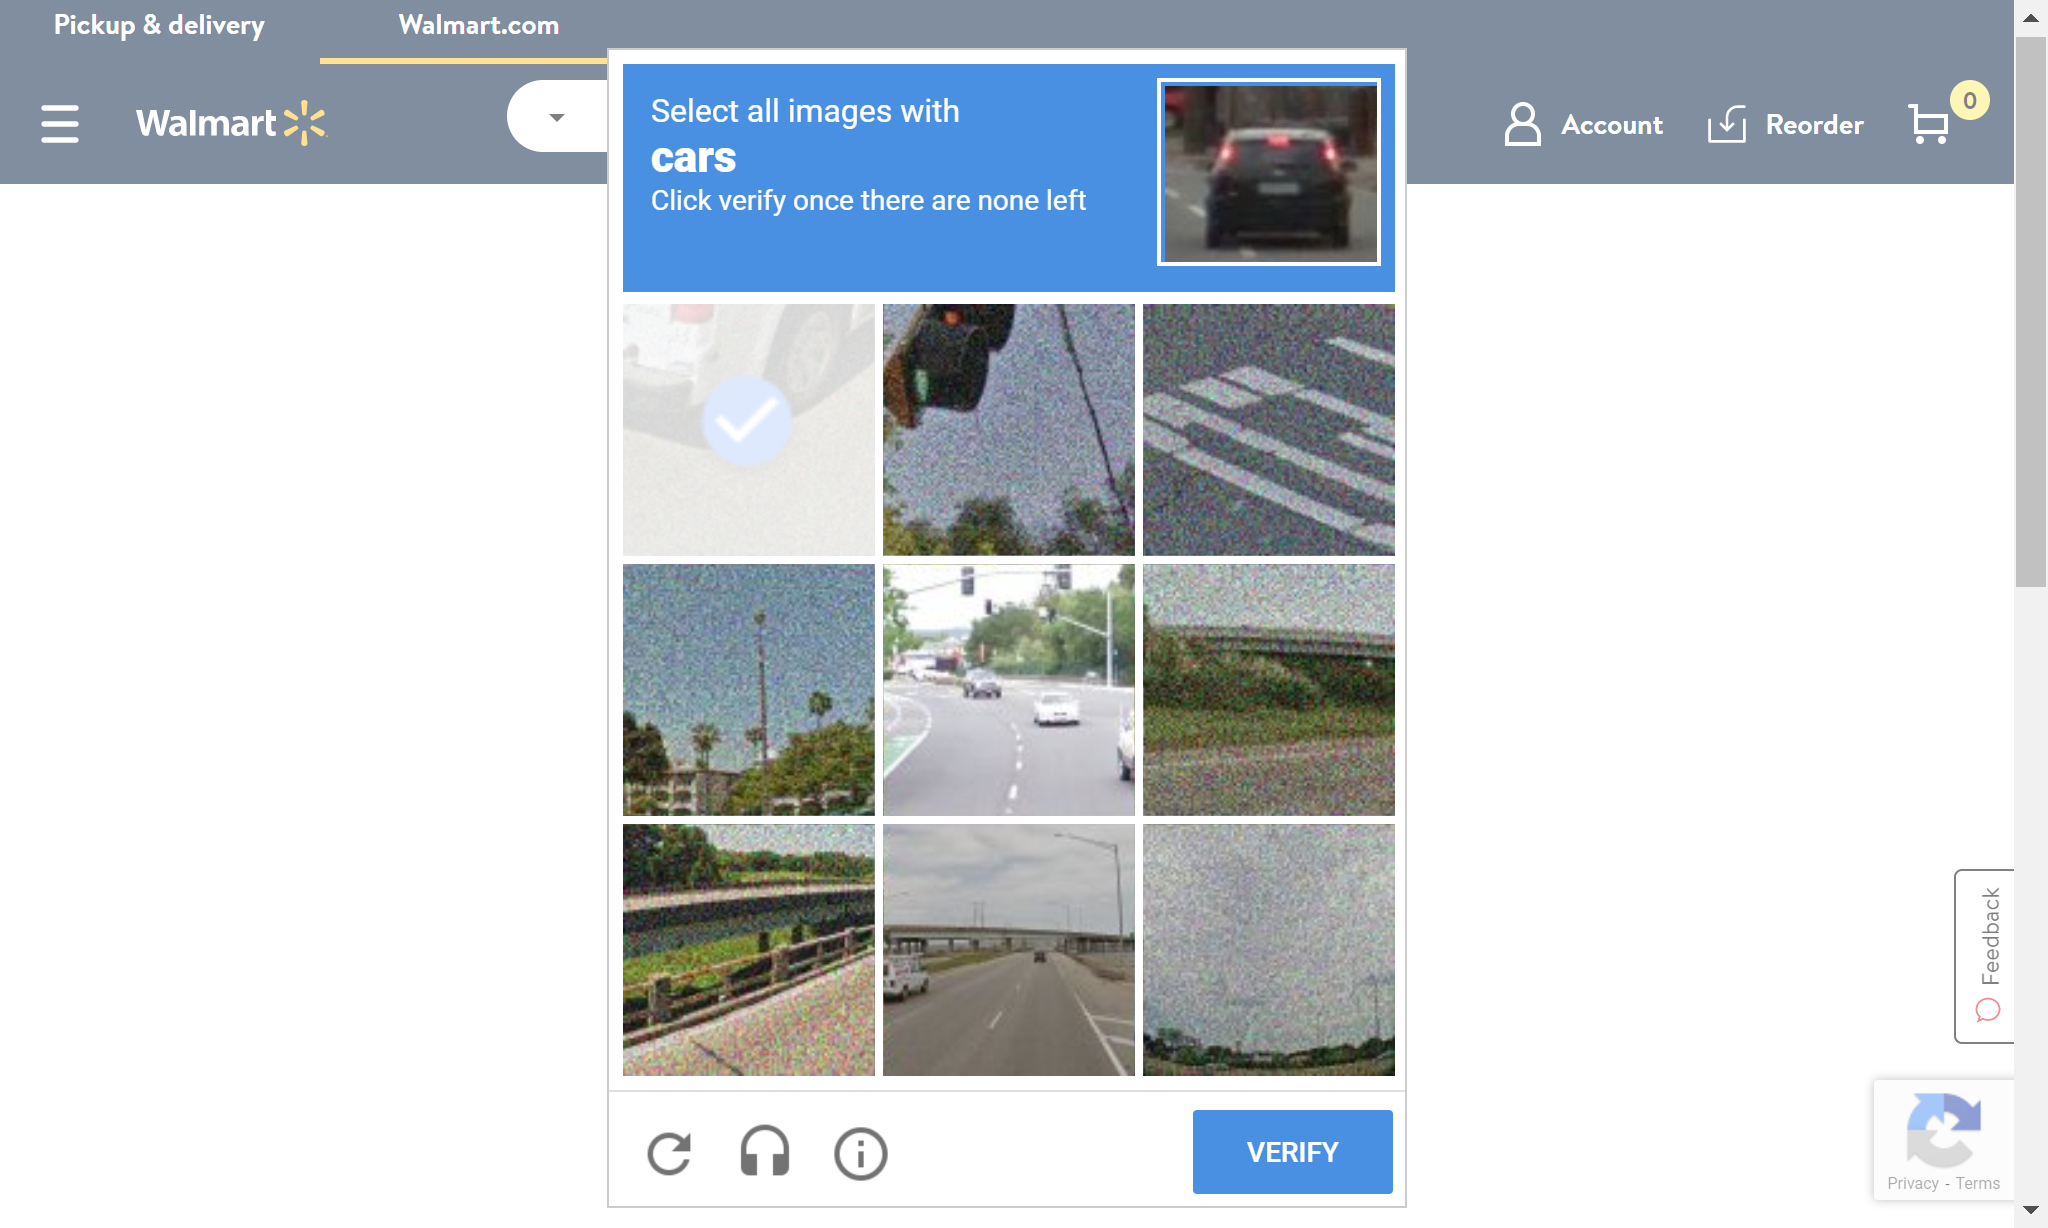 Pickup & delivery
Walmart.com
Walmart
Account
Reorder
0
Select all images with
cars
Click verify once there are none left
VERIFY
Feedback
Privacy - Terms